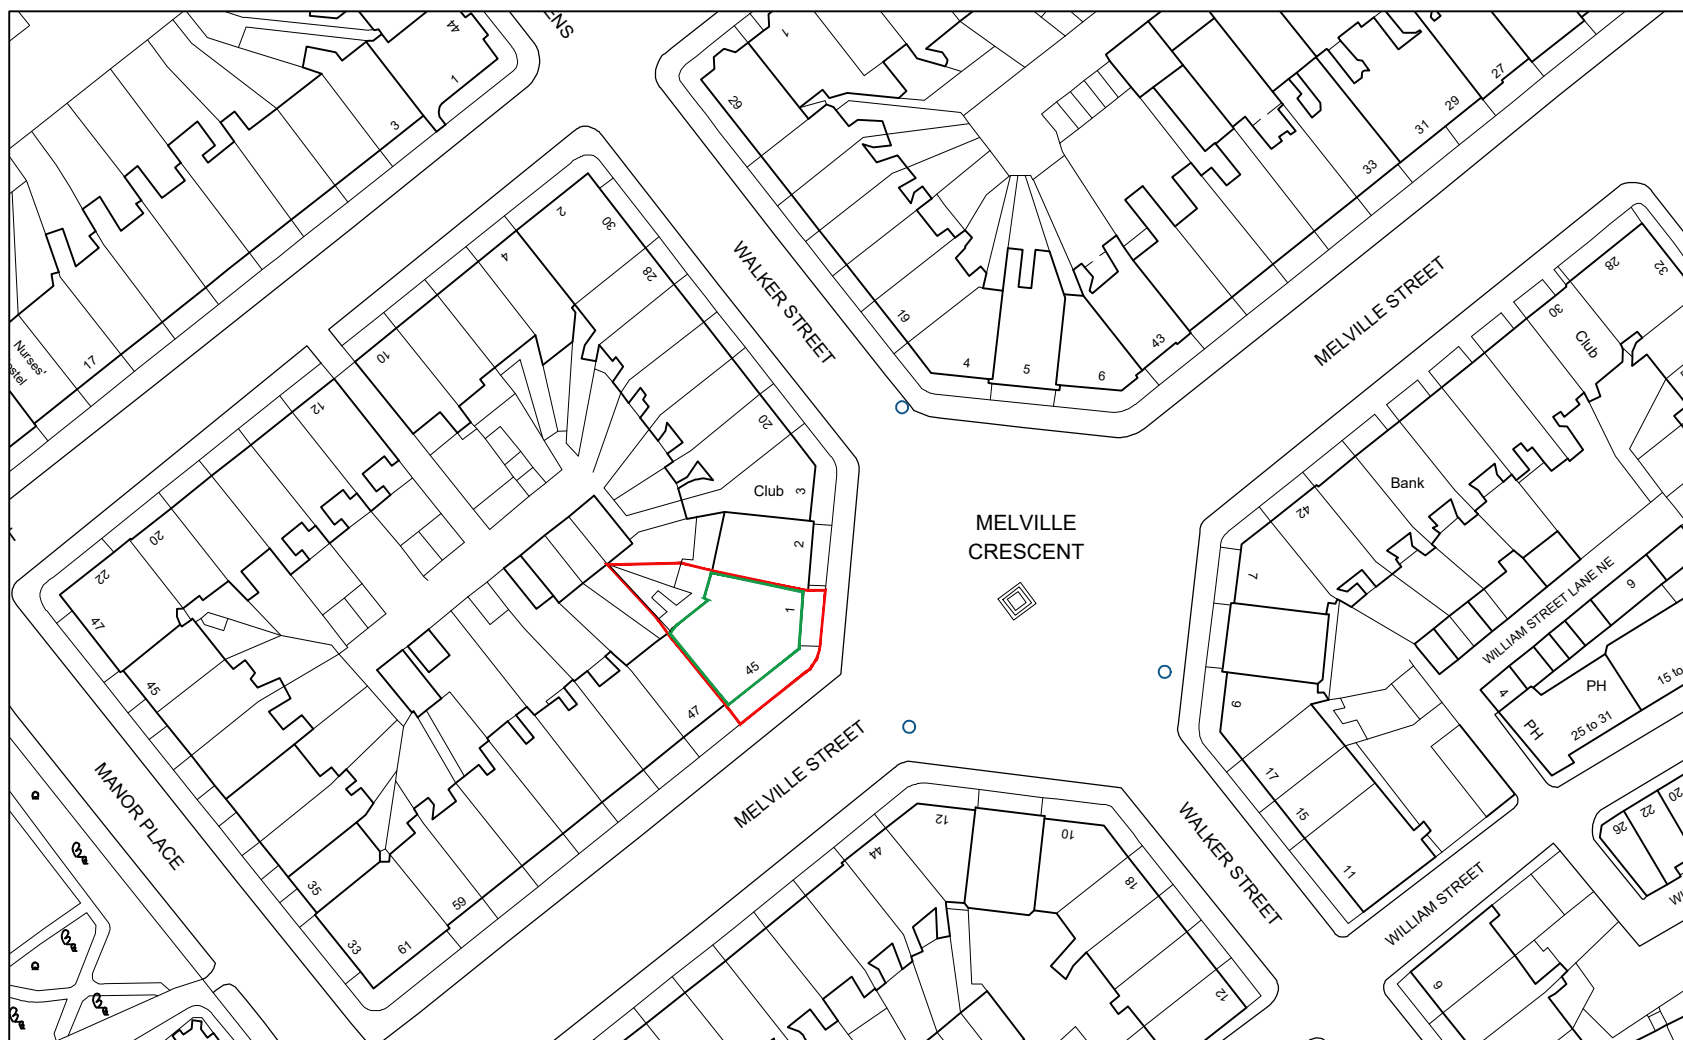 ENS
44
1
3
17
Nurses'
stel
2
30
4
28
10
12
20
22
47
45
35
33
61
59
47
45
1
2
3
Club
20
1
29
19
4
5
6
43
33
31
29
27
WALKER STREET
MELVILLE STREET
MELVILLE
CRESCENT
MELVILLE STREET
MANOR PLACE
28
32
30
Club
Bank
42
7
9
17
15
11
WILLIAM STREET LANE NE
9
4
PH
PH
15 to
25 to 31
20
22
26
WI
WILLIAM STREET
WALKER STREET
12
10
44
18
12
9